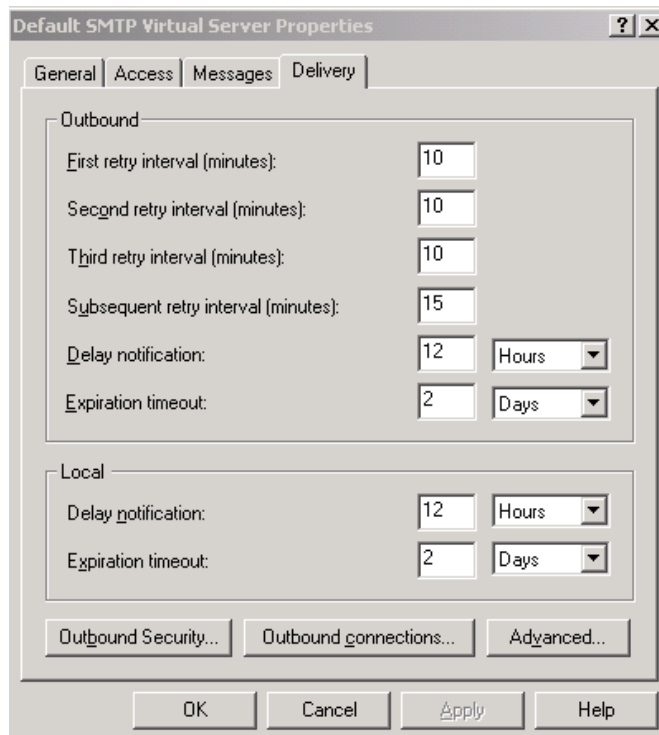 Default SMTP Virtual Server Properties ? X
General Access Messages Delivery
Outbound
First retry interval (minutes): 10
Second retry interval (minutes): 10
Third retry interval (minutes): 10
Subsequent retry interval (minutes): 15
Delay notification: 12 Hours
Expiration timeout: 2 Days
Local
Delay notification: 12 Hours
Expiration timeout: 2 Days
Outbound Security... Outbound connections... Advanced...
OK Cancel Apply Help